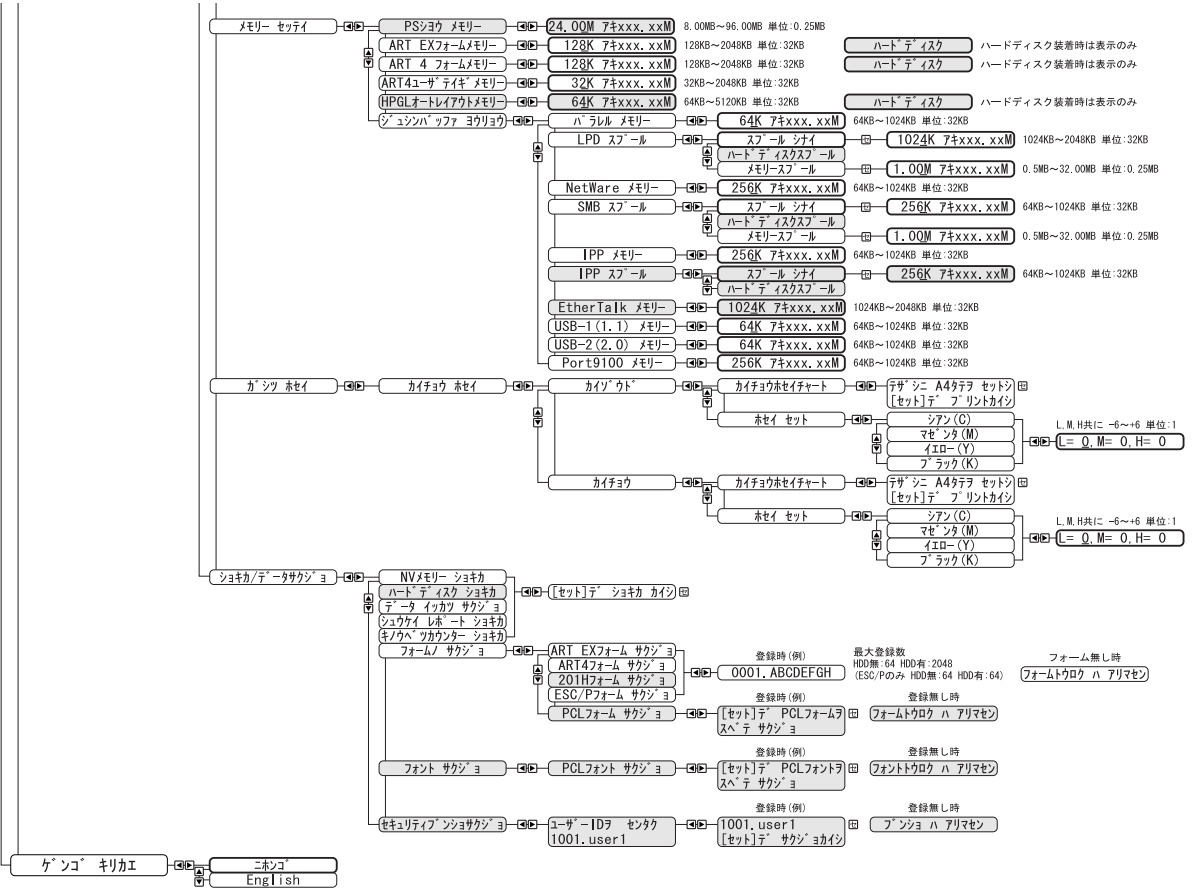 メモリー セッテイ
PSショウ メモリー
24.00M アキxxx.xxM
8.00MB～96.00MB 単位:0.25MB
ART EXフォームメモリー
128K アキxxx.xxM
128KB～2048KB 単位:32KB
ハードディスク
ハードディスク装着時は表示のみ
ART 4 フォームメモリー
128K アキxxx.xxM
128KB～2048KB 単位:32KB
ハードディスク
ハードディスク装着時は表示のみ
ART4ユーザテイギメモリー
32K アキxxx.xxM
32KB～2048KB 単位:32KB
HPGLオートレイアウトメモリー
64K アキxxx.xxM
64KB～5120KB 単位:32KB
ハードディスク
ハードディスク装着時は表示のみ
ジュシンバッファ ヨウリョウ
パラレル メモリー
64K アキxxx.xxM
64KB～1024KB 単位:32KB
LPD スプール
スプール シナイ
セ
1024K アキxxx.xxM
1024KB～2048KB 単位:32KB
ハードディスクスプール
メモリースプール
セ
1.00M アキxxx.xxM
0.5MB～32.00MB 単位:0.25MB
NetWare メモリー
256K アキxxx.xxM
64KB～1024KB 単位:32KB
SMB スプール
スプール シナイ
セ
256K アキxxx.xxM
64KB～1024KB 単位:32KB
ハードディスクスプール
メモリースプール
セ
1.00M アキxxx.xxM
0.5MB～32.00MB 単位:0.25MB
IPP メモリー
256K アキxxx.xxM
64KB～1024KB 単位:32KB
IPP スプール
スプール シナイ
セ
256K アキxxx.xxM
64KB～1024KB 単位:32KB
ハードディスクスプール
EtherTalk メモリー
1024K アキxxx.xxM
1024KB～2048KB 単位:32KB
USB-1(1.1) メモリー
64K アキxxx.xxM
64KB～1024KB 単位:32KB
USB-2(2.0) メモリー
64K アキxxx.xxM
64KB～1024KB 単位:32KB
Port9100 メモリー
256K アキxxx.xxM
64KB～1024KB 単位:32KB
ガシツ ホセイ
カイチョウ ホセイ
カイゾウド
カイチョウホセイチャート
テザシニ A4タテヲ セットシ
[セット]デ プリントカイシ
セ
ホセイ セット
シアン(C)
マゼンタ(M)
イエロー(Y)
ブラック(K)
L,M,H共に -6～+6 単位:1
L= 0,M= 0,H= 0
カイチョウ
カイチョウホセイチャート
テザシニ A4タテヲ セットシ
[セット]デ プリントカイシ
セ
ホセイ セット
シアン(C)
マゼンタ(M)
イエロー(Y)
ブラック(K)
L,M,H共に -6～+6 単位:1
L= 0,M= 0,H= 0
ショキカ/データサクジョ
NVメモリー ショキカ
ハードディスク ショキカ
データ イッカツ サクジョ
シュウケイ レポート ショキカ
キノウベツカウンター ショキカ
[セット]デ ショキカ カイシ
セ
フォームノ サクジョ
ART EXフォーム サクジョ
ART4フォーム サクジョ
201Hフォーム サクジョ
ESC/Pフォーム サクジョ
登録時(例)
0001.ABCDEFGH
最大登録数
HDD無:64 HDD有:2048
(ESC/Pのみ HDD無:64 HDD有:64)
フォーム無し時
フォームトウロク ハ アリマセン
PCLフォーム サクジョ
登録時(例)
[セット]デ PCLフォームヲ
スベテ サクジョ
セ
登録無し時
フォームトウロク ハ アリマセン
フォント サクジョ
PCLフォント サクジョ
登録時(例)
[セット]デ PCLフォントヲ
スベテ サクジョ
セ
登録無し時
フォントトウロク ハ アリマセン
セキュリティブンショサクジョ
ユーザーIDヲ センタク
1001.user1
登録時(例)
1001.user1
[セット]デ サクジョカイシ
セ
登録無し時
ブンショ ハ アリマセン
ゲンゴ キリカエ
ニホンゴ
English